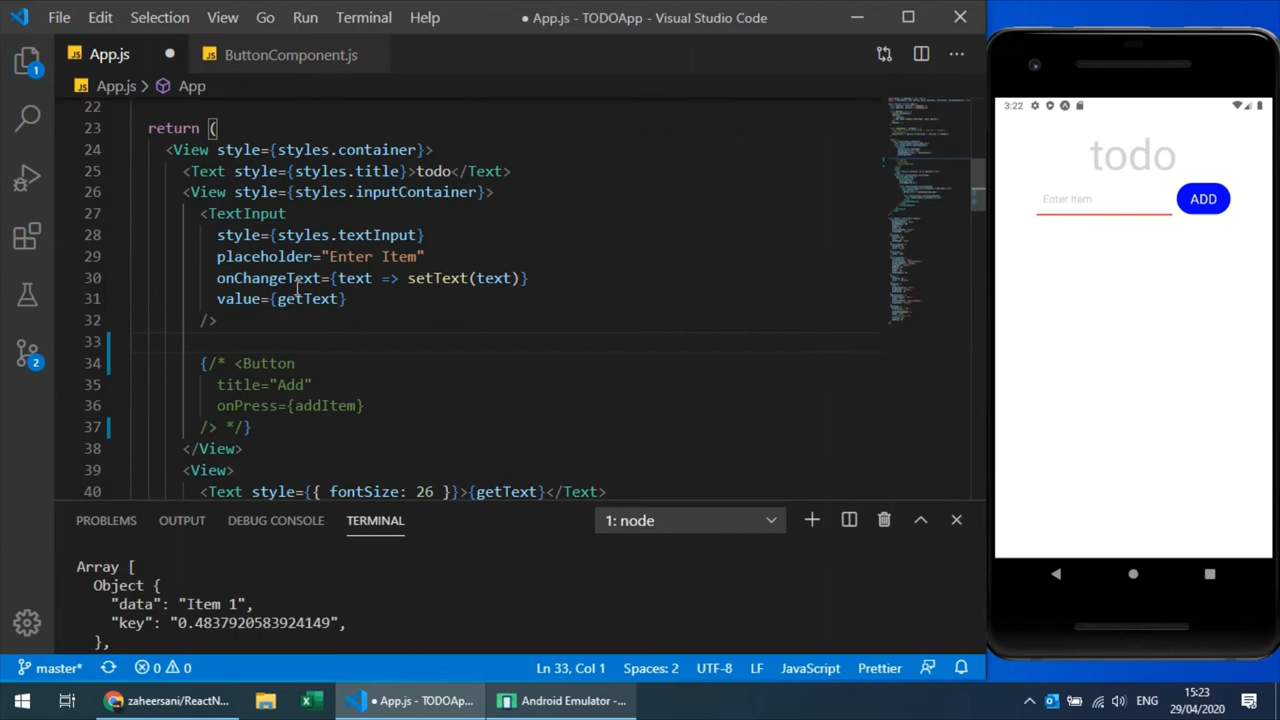 File Edit Selection View Go Run Terminal Help
● App.js - TODOApp - Visual Studio Code
JS App.js ●
JS ButtonComponent.js
JS App.js > App
22
23 return (
24 <View style={styles.container}>
25 <Text style={styles.title}>todo</Text>
26 <View style={styles.inputContainer}>
27 <TextInput
28 style={styles.textInput}
29 placeholder="Enter Item"
30 onChangeText={text => setText(text)}
31 value={getText}
32 />
33
34 {/* <Button
35 title="Add"
36 onPress={addItem}
37 /> */}
38 </View>
39 <View>
40 <Text style={{ fontSize: 26 }}>{getText}</Text>
1
2
PROBLEMS OUTPUT DEBUG CONSOLE TERMINAL
1: node
Array [
Object {
"data": "Item 1",
"key": "0.4837920583924149",
},
master* 0 0
Ln 33, Col 1 Spaces: 2 UTF-8 LF JavaScript Prettier
3:22
todo
Enter Item
ADD
zaheersani/ReactN...
● App.js - TODOAp...
Android Emulator -...
ENG
15:23
29/04/2020